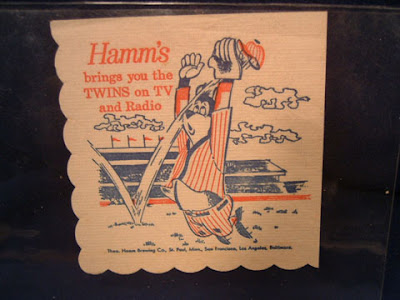 Hamm's
brings you the
TWINS on TV
and Radio
Theo. Hamm Brewing Co., St. Paul, Minn., San Francisco, Los Angeles, Baltimore.